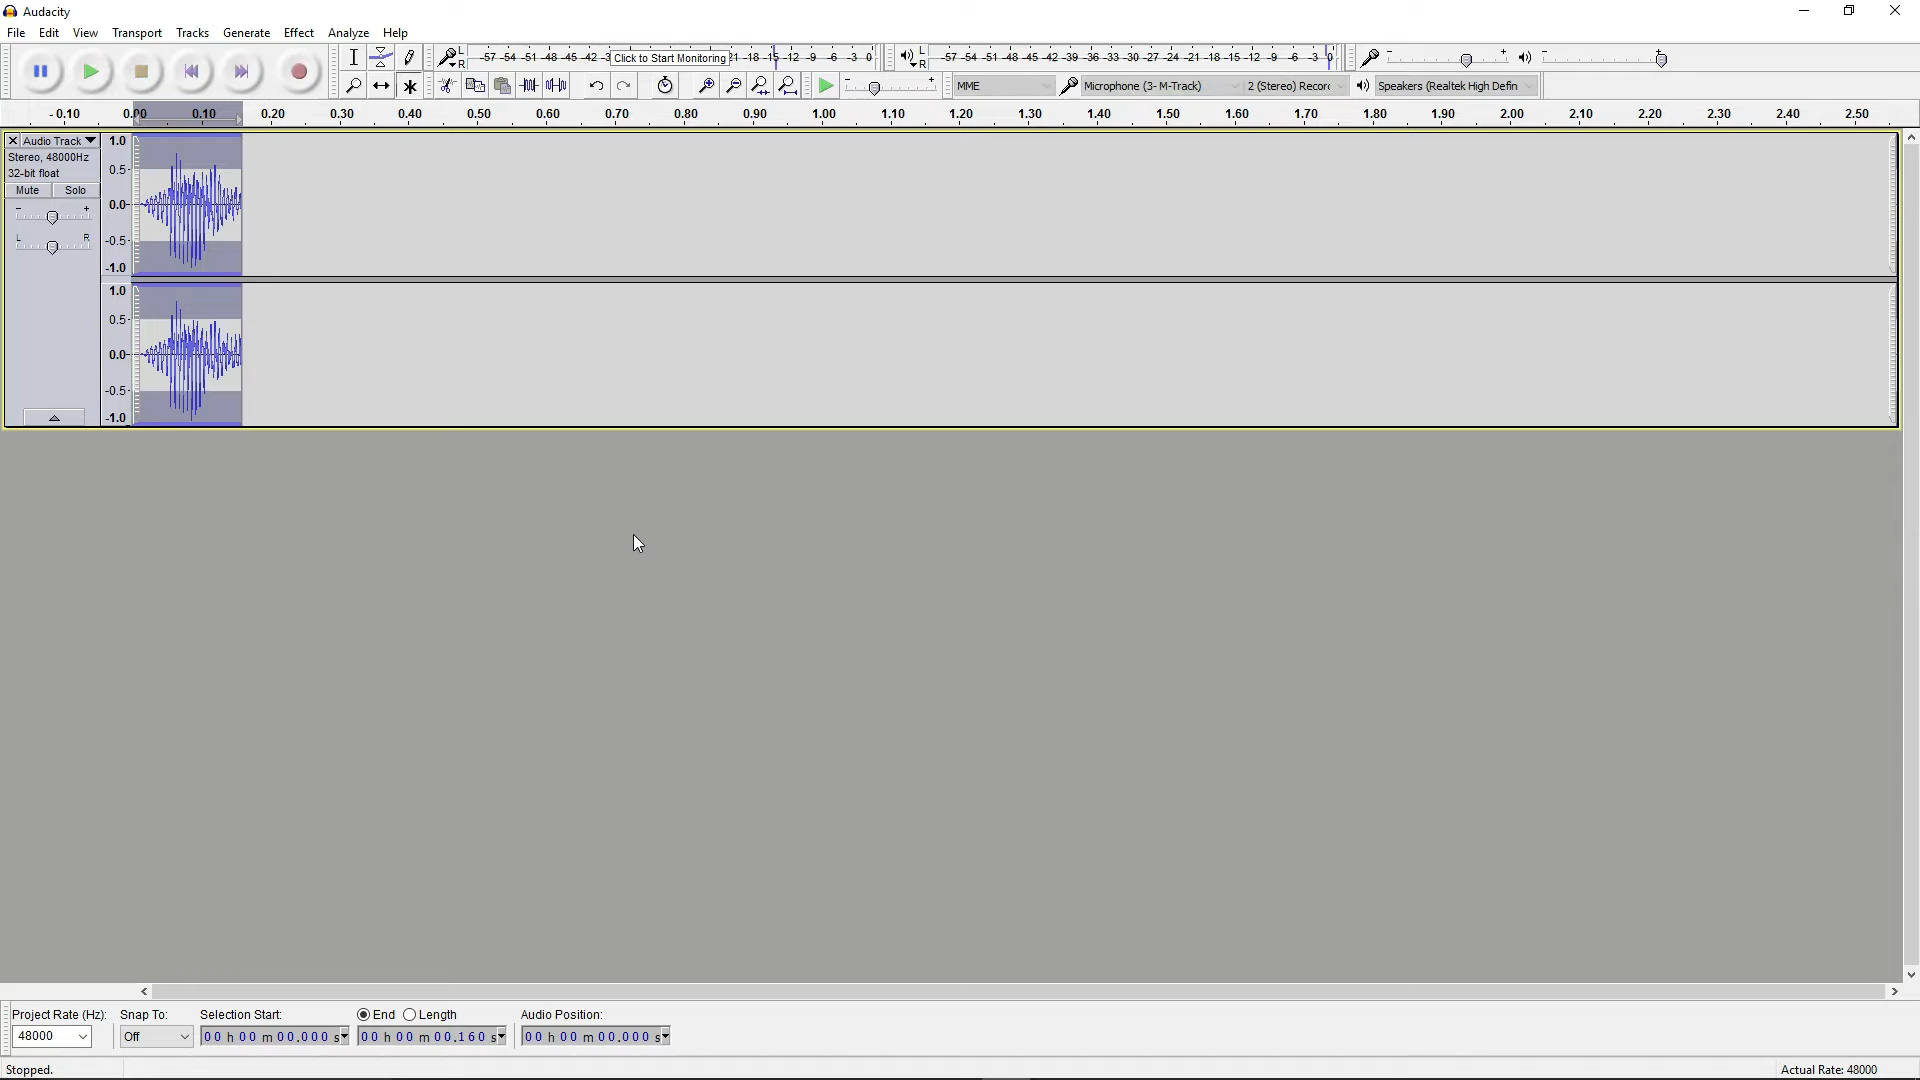 Audacity
File Edit View Transport Tracks Generate Effect Analyze Help
L R -57 -54 -51 -48 -45 -42 -3 Click to Start Monitoring 21 -18 -15 -12 -9 -6 -3 0 L R -57 -54 -51 -48 -45 -42 -39 -36 -33 -30 -27 -24 -21 -18 -15 -12 -9 -6 -3 0 - + - +
- + MME Microphone (3- M-Track) 2 (Stereo) Recorc Speakers (Realtek High Defin
-0.10 0.00 0.10 0.20 0.30 0.40 0.50 0.60 0.70 0.80 0.90 1.00 1.10 1.20 1.30 1.40 1.50 1.60 1.70 1.80 1.90 2.00 2.10 2.20 2.30 2.40 2.50
Audio Track
Stereo, 48000Hz
32-bit float
Mute Solo
- +
L R
1.0
0.5
0.0
-0.5
-1.0
1.0
0.5
0.0
-0.5
-1.0
Project Rate (Hz): Snap To: Selection Start: End Length Audio Position:
48000 Off 00 h 00 m 00.000 s 00 h 00 m 00.160 s 00 h 00 m 00.000 s
Stopped. Actual Rate: 48000